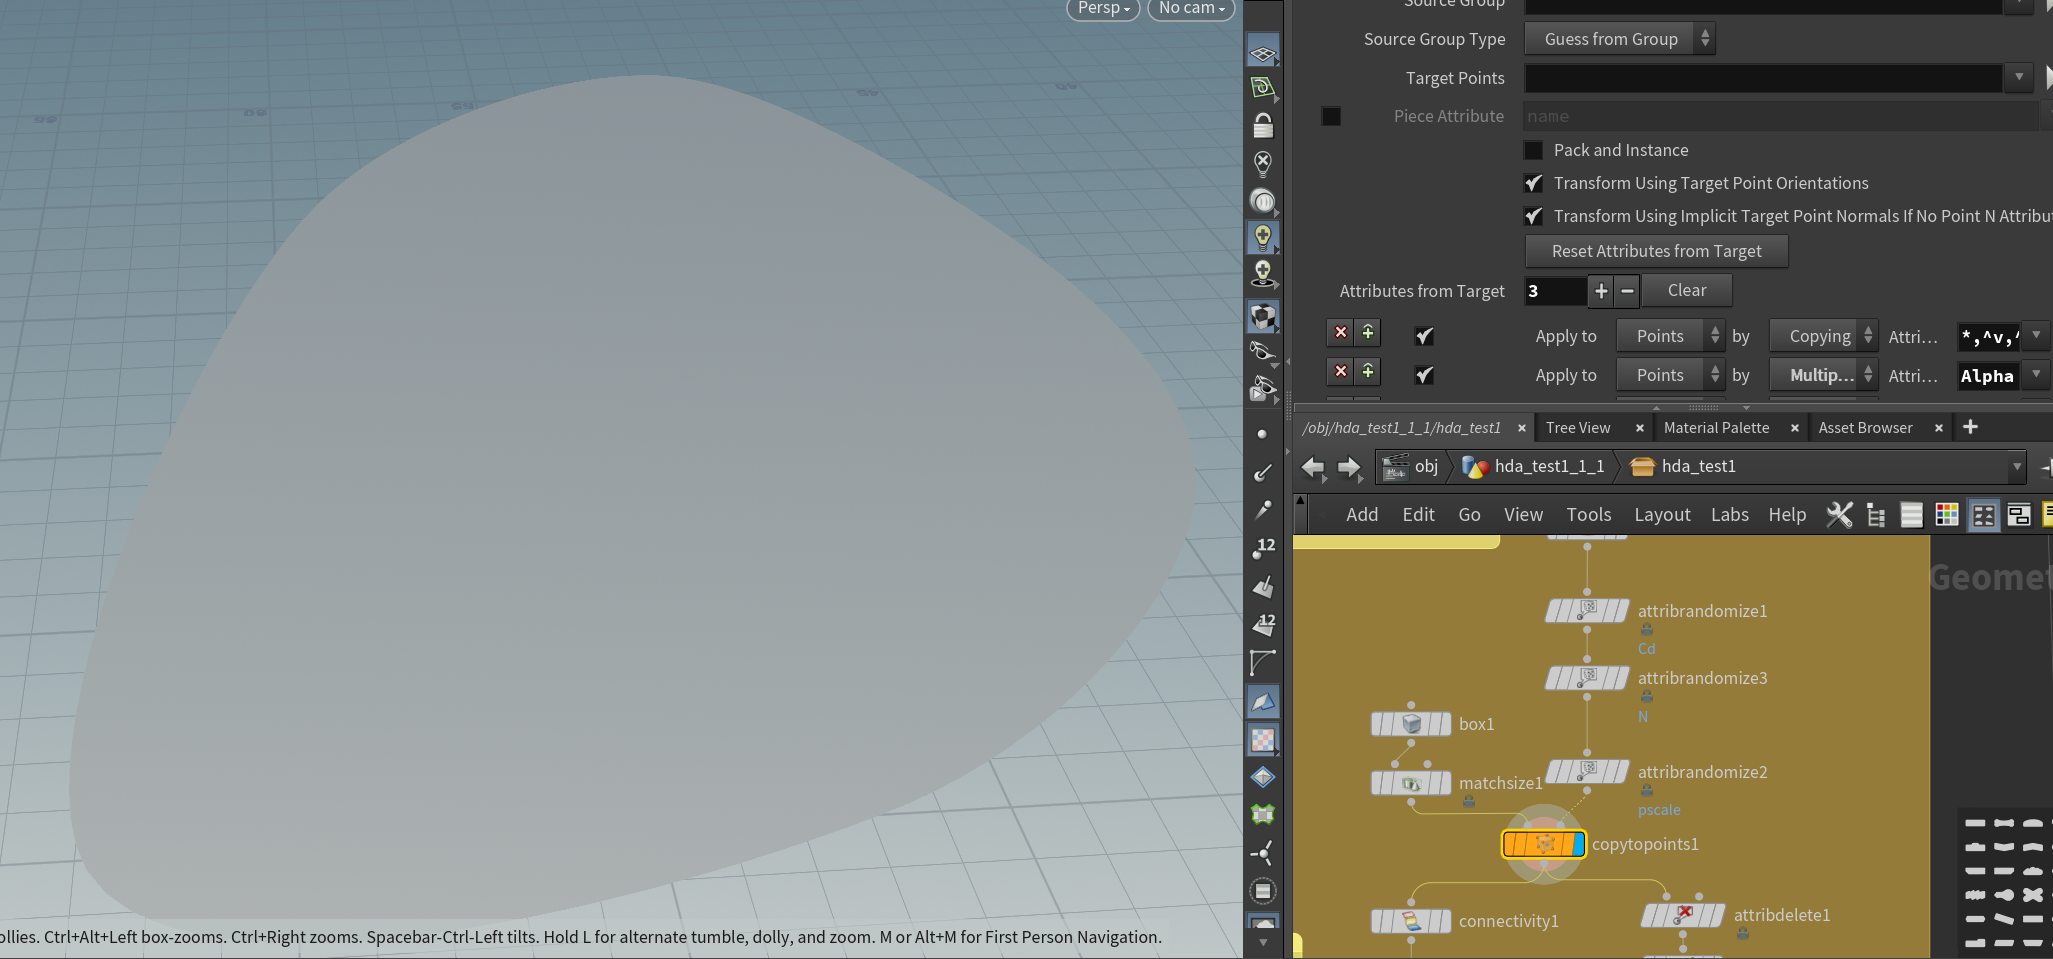 Persp
No cam
Source Group
Source Group Type
Guess from Group
Target Points
Piece Attribute
name
Pack and Instance
Transform Using Target Point Orientations
Transform Using Implicit Target Point Normals If No Point N Attribu
Reset Attributes from Target
Attributes from Target
3
Clear
Apply to
Points
by
Copying
Attri...
*,^v,^
Apply to
Points
by
Multip...
Attri...
Alpha
12
12
/obj/hda_test1_1_1/hda_test1
Tree View
Material Palette
Asset Browser
obj
hda_test1_1_1
hda_test1
Add
Edit
Go
View
Tools
Layout
Labs
Help
Geomet
attribrandomize1
Cd
attribrandomize3
N
box1
matchsize1
attribrandomize2
pscale
copytopoints1
connectivity1
attribdelete1
ollies. Ctrl+Alt+Left box-zooms. Ctrl+Right zooms. Spacebar-Ctrl-Left tilts. Hold L for alternate tumble, dolly, and zoom. M or Alt+M for First Person Navigation.